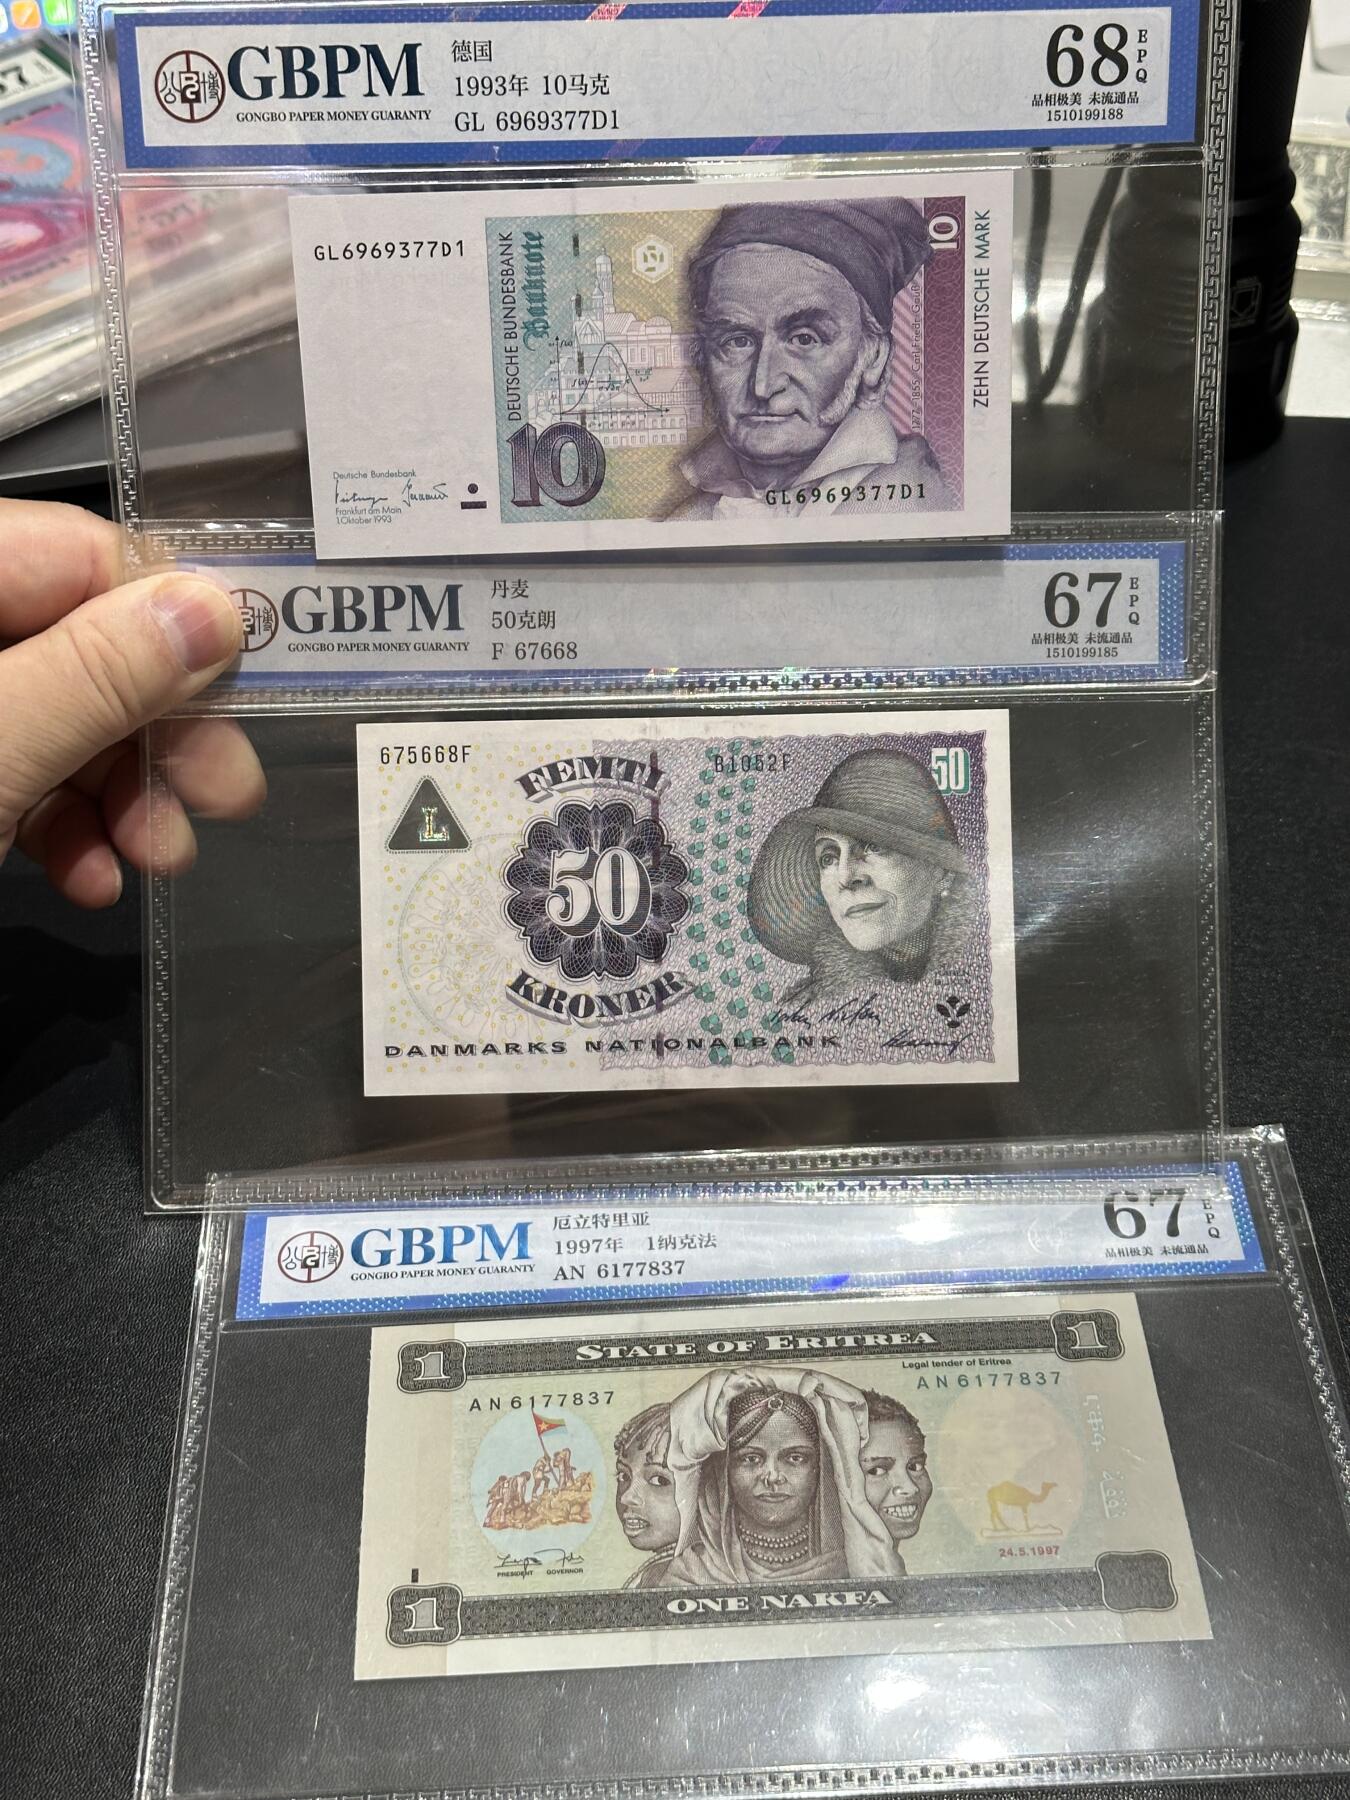 GBPM
GONGBO PAPER MONEY GUARANTY
德国
1993年 10马克
GL 6969377D1
68
EPQ
品相极美 未流通品
1510199188
GL6969377D1
DEUTSCHE BUNDESBANK
Banknote
10
ZEHN DEUTSCHE MARK
1777-1855 Carl Friedr. Gauß
10
GL6969377D1
Deutsche Bundesbank
Frankfurt am Main
1.Oktober 1993
GBPM
GONGBO PAPER MONEY GUARANTY
丹麦
50克朗
F 67668
67
EPQ
品相极美 未流通品
1510199185
675668F
B1052F
50
FEMTI
L
50
KRONER
DANMARKS NATIONALBANK
GBPM
GONGBO PAPER MONEY GUARANTY
厄立特里亚
1997年 1纳克法
AN 6177837
67
EPQ
品相极美 未流通品
1
STATE OF ERITREA
1
Legal tender of Eritrea
AN 6177837
AN 6177837
24.5.1997
PRESIDENT GOVERNOR
1
ONE NAKFA